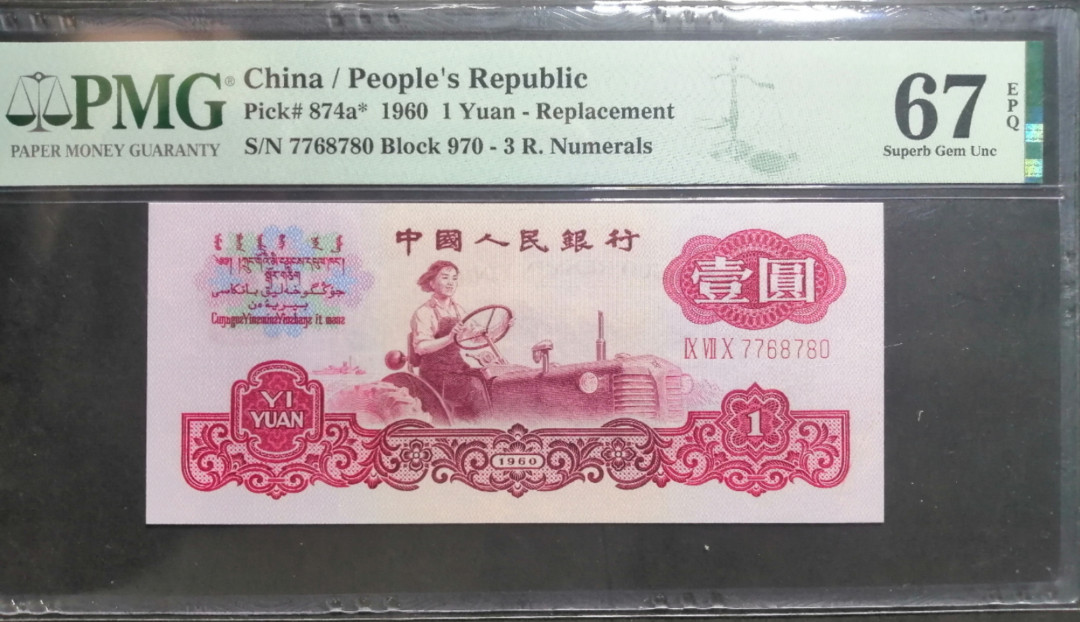 PMG®
PAPER MONEY GUARANTY
China / People's Republic
Pick# 874a* 1960 1 Yuan - Replacement
S/N 7768780 Block 970 - 3 R. Numerals
67
EPQ
Superb Gem Unc
中國人民銀行
壹圓
IX VII X 7768780
YI
YUAN
1960
1